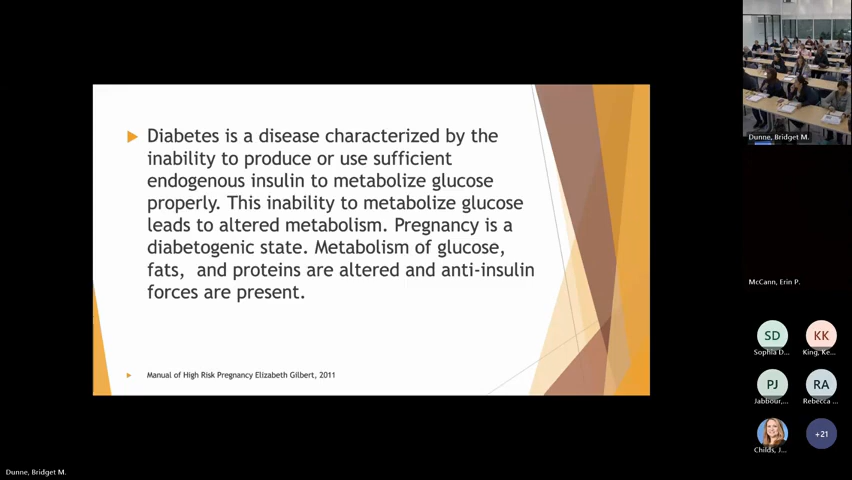 Diabetes is a disease characterized by the
inability to produce or use sufficient
endogenous insulin to metabolize glucose
properly. This inability to metabolize glucose
leads to altered metabolism. Pregnancy is a
diabetogenic state. Metabolism of glucose,
fats, and proteins are altered and anti-insulin
forces are present.
Manual of High Risk Pregnancy Elizabeth Gilbert, 2011
Dunne, Bridget M.
McCann, Erin P.
SD
KK
Sophia D...
King, Ke...
PJ
RA
Jabbour,...
Rebecca ...
+21
Childs, J...
Dunne, Bridget M.